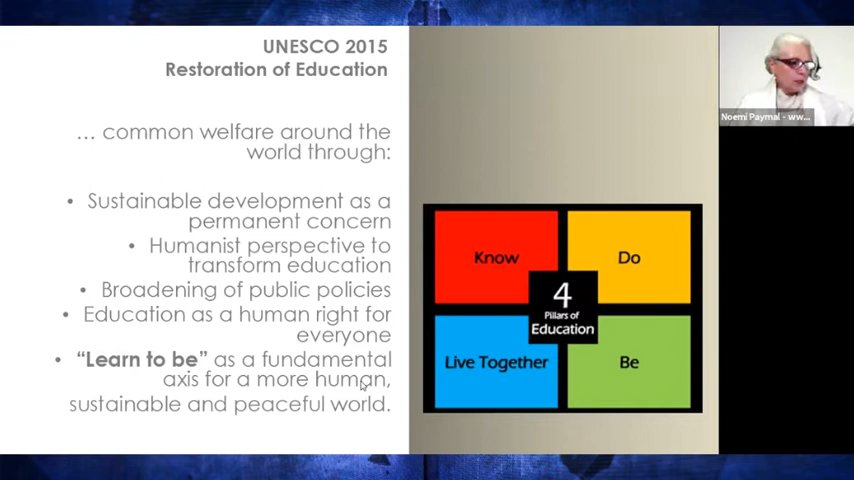 UNESCO 2015
Restoration of Education
… common welfare around the
world through:
• Sustainable development as a
permanent concern
• Humanist perspective to
transform education
• Broadening of public policies
• Education as a human right for
everyone
• “Learn to be” as a fundamental
axis for a more human,
sustainable and peaceful world.
Know
Do
4
Pillars of
Education
Live Together
Be
Noemi Paymal - ww...